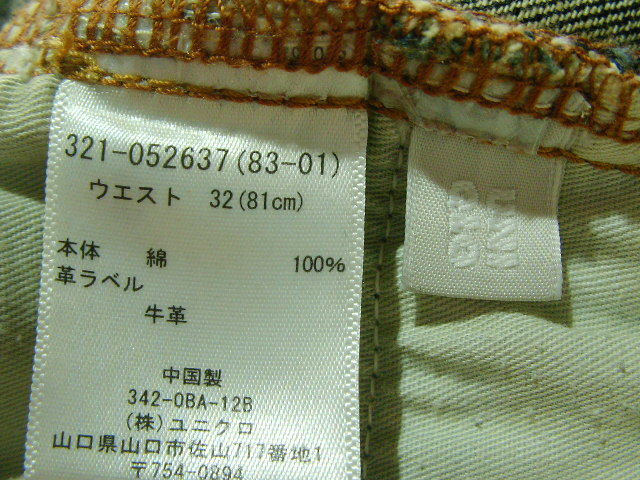 321-052637(83-01)
ウエスト 32(81cm)
本体 綿 100%
革ラベル
牛革
中国製
342-0BA-12B
(株)ユニクロ
山口県山口市佐山717番地1
〒754-0894